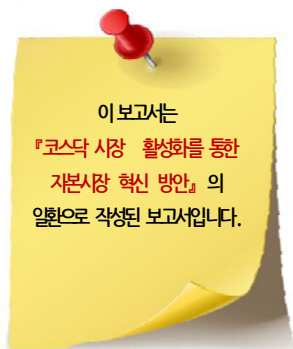 이 보고서는
『코스닥 시장 활성화를 통한
자본시장 혁신 방안』의
일환으로 작성된 보고서입니다.